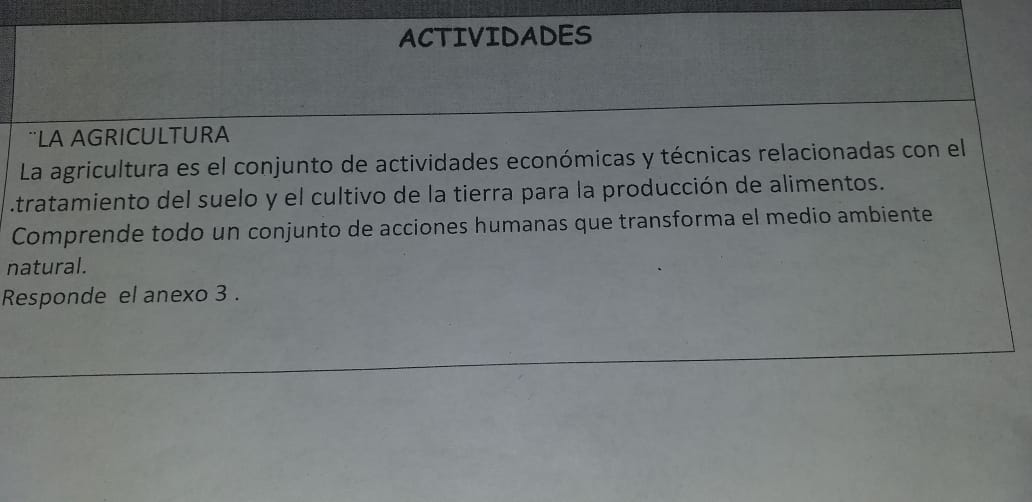 ACTIVIDADES
¨LA AGRICULTURA
La agricultura es el conjunto de actividades económicas y técnicas relacionadas con el
.tratamiento del suelo y el cultivo de la tierra para la producción de alimentos.
Comprende todo un conjunto de acciones humanas que transforma el medio ambiente
natural.
Responde el anexo 3 .